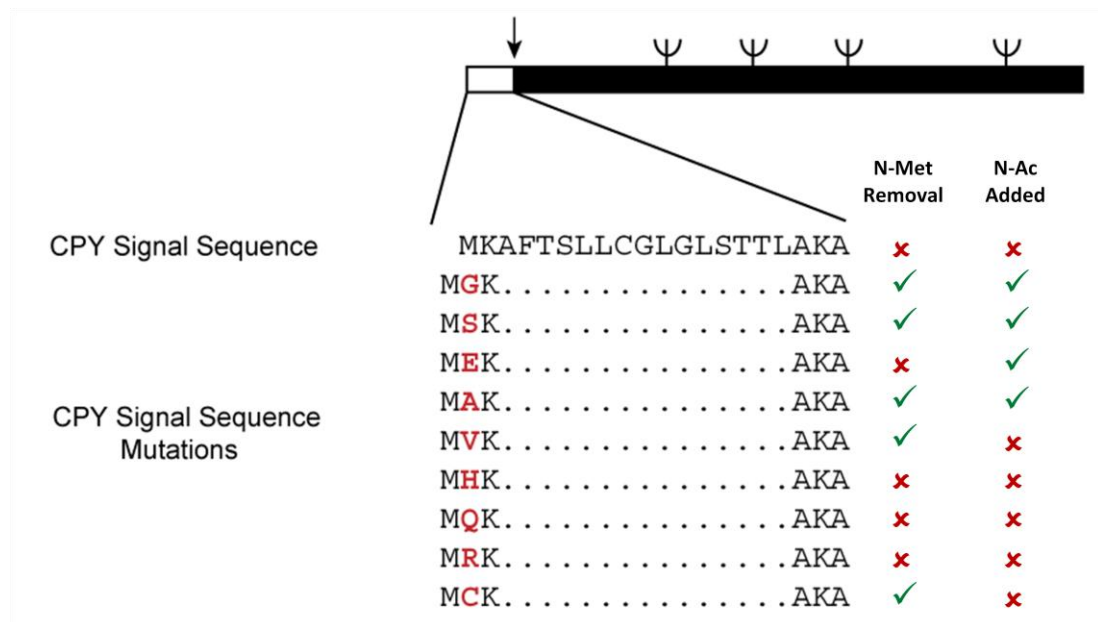 N-Met Removal
N-Ac Added
CPY Signal Sequence MKAFTSLLCGLGLSTTLAKA ✘ ✘
MGK...............AKA ✓ ✓
MSK...............AKA ✓ ✓
MEK...............AKA ✘ ✓
MAK...............AKA ✓ ✓
CPY Signal Sequence Mutations
MVK...............AKA ✓ ✘
MHK...............AKA ✘ ✘
MQK...............AKA ✘ ✘
MRK...............AKA ✘ ✘
MCK...............AKA ✓ ✘